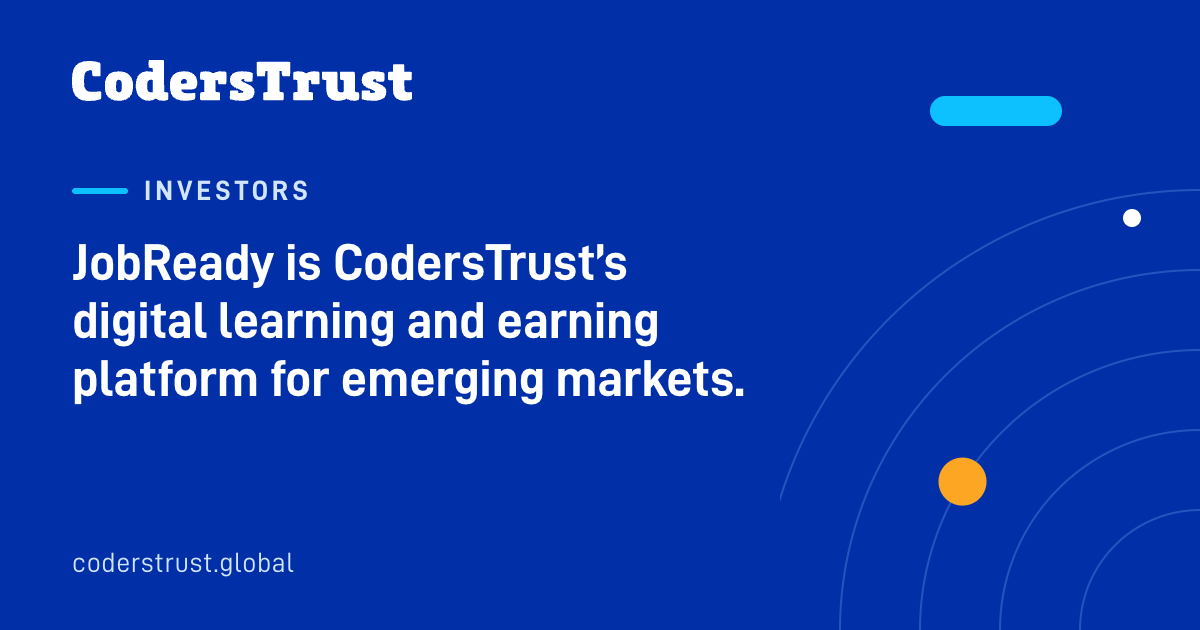 CodersTrust
INVESTORS
JobReady is CodersTrust’s
digital learning and earning
platform for emerging markets.
coderstrust.global